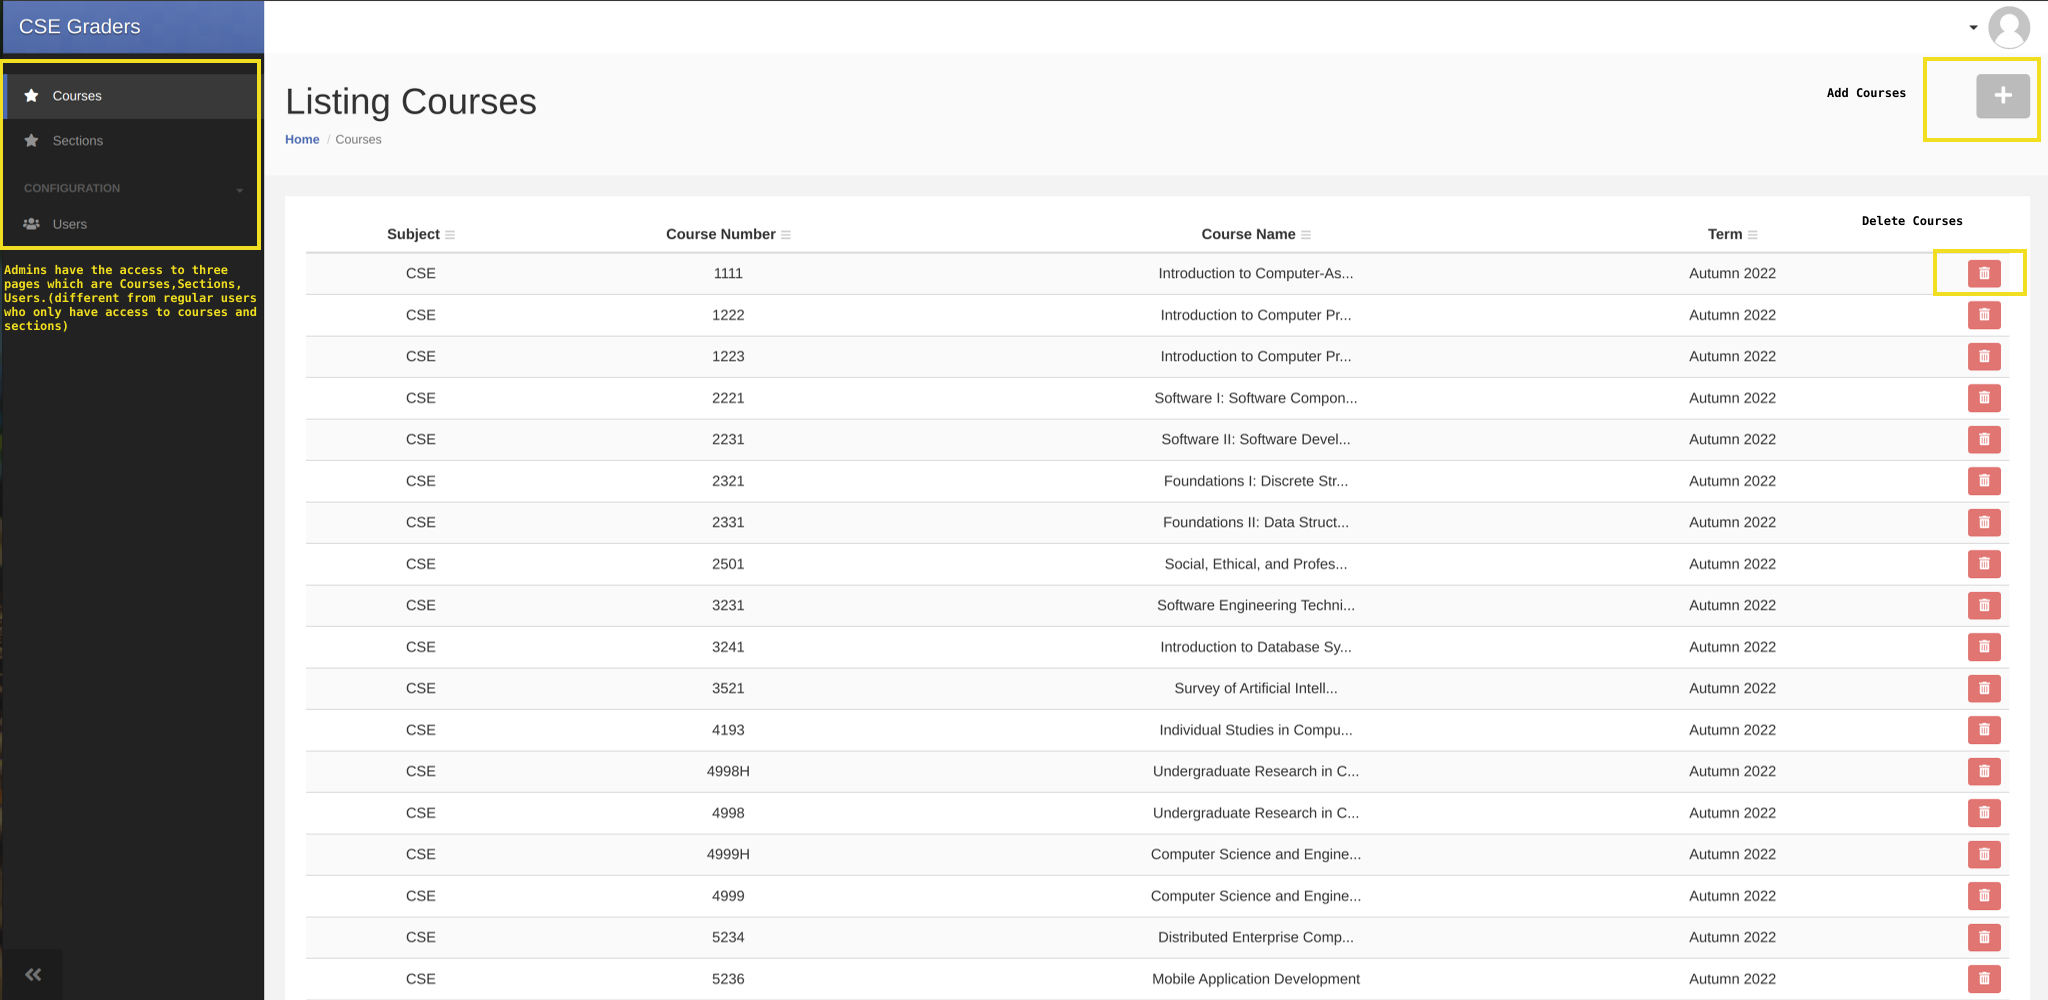 CSE Graders
Courses
Sections
CONFIGURATION
Users
Admins have the access to three
pages which are Courses,Sections,
Users.(different from regular users
who only have access to courses and
sections)
Listing Courses
Home / Courses
Add Courses
Delete Courses
Subject Course Number Course Name Term
CSE 1111 Introduction to Computer-As... Autumn 2022
CSE 1222 Introduction to Computer Pr... Autumn 2022
CSE 1223 Introduction to Computer Pr... Autumn 2022
CSE 2221 Software I: Software Compon... Autumn 2022
CSE 2231 Software II: Software Devel... Autumn 2022
CSE 2321 Foundations I: Discrete Str... Autumn 2022
CSE 2331 Foundations II: Data Struct... Autumn 2022
CSE 2501 Social, Ethical, and Profes... Autumn 2022
CSE 3231 Software Engineering Techni... Autumn 2022
CSE 3241 Introduction to Database Sy... Autumn 2022
CSE 3521 Survey of Artificial Intell... Autumn 2022
CSE 4193 Individual Studies in Compu... Autumn 2022
CSE 4998H Undergraduate Research in C... Autumn 2022
CSE 4998 Undergraduate Research in C... Autumn 2022
CSE 4999H Computer Science and Engine... Autumn 2022
CSE 4999 Computer Science and Engine... Autumn 2022
CSE 5234 Distributed Enterprise Comp... Autumn 2022
CSE 5236 Mobile Application Development Autumn 2022